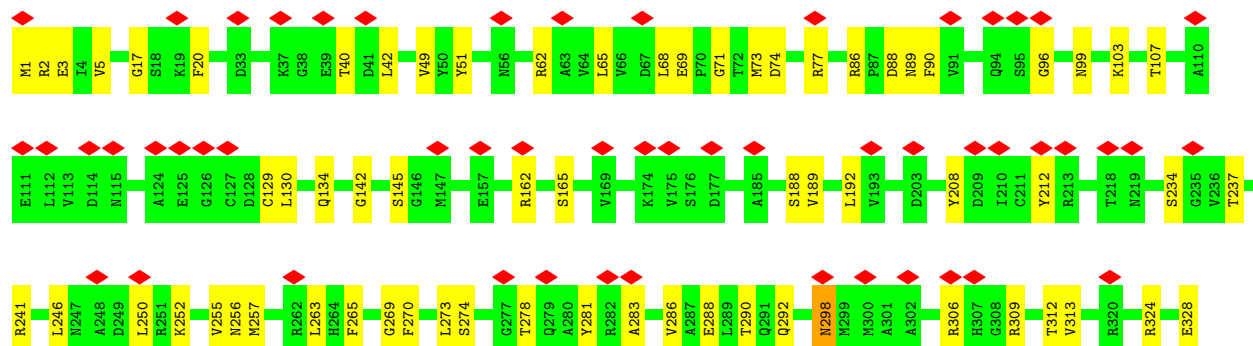 M1 R2 E3 I4 V5 G17 S18 K19 F20 D33 K37 G38 E39 T40 D41 L42 V49 Y50 Y51 N56 R62 A63 V64 L65 V66 D67 L68 E69 P70 G71 T72 M73 D74 R77 R86 P87 D88 N89 F90 V91 Q94 S95 G96 N99 K103 T107 A110
E111 L112 V113 D114 N115 A124 E125 G126 C127 D128 C129 L130 Q134 G142 S145 G146 M147 E157 R162 S165 V169 K174 V175 S176 D177 A185 S188 V189 L192 V193 D203 Y208 D209 I210 C211 Y212 R213 T218 N219 S234 G235 V236 T237
R241 L246 N247 A248 D249 L250 R251 K252 V255 N256 M257 R262 L263 H264 F265 G269 F270 L273 S274 G277 T278 Q279 A280 Y281 R282 A283 V286 A287 E288 L289 T290 Q291 Q292 N298 M299 M300 A301 A302 R306 H307 G308 R309 T312 V313 R320 R324 E328